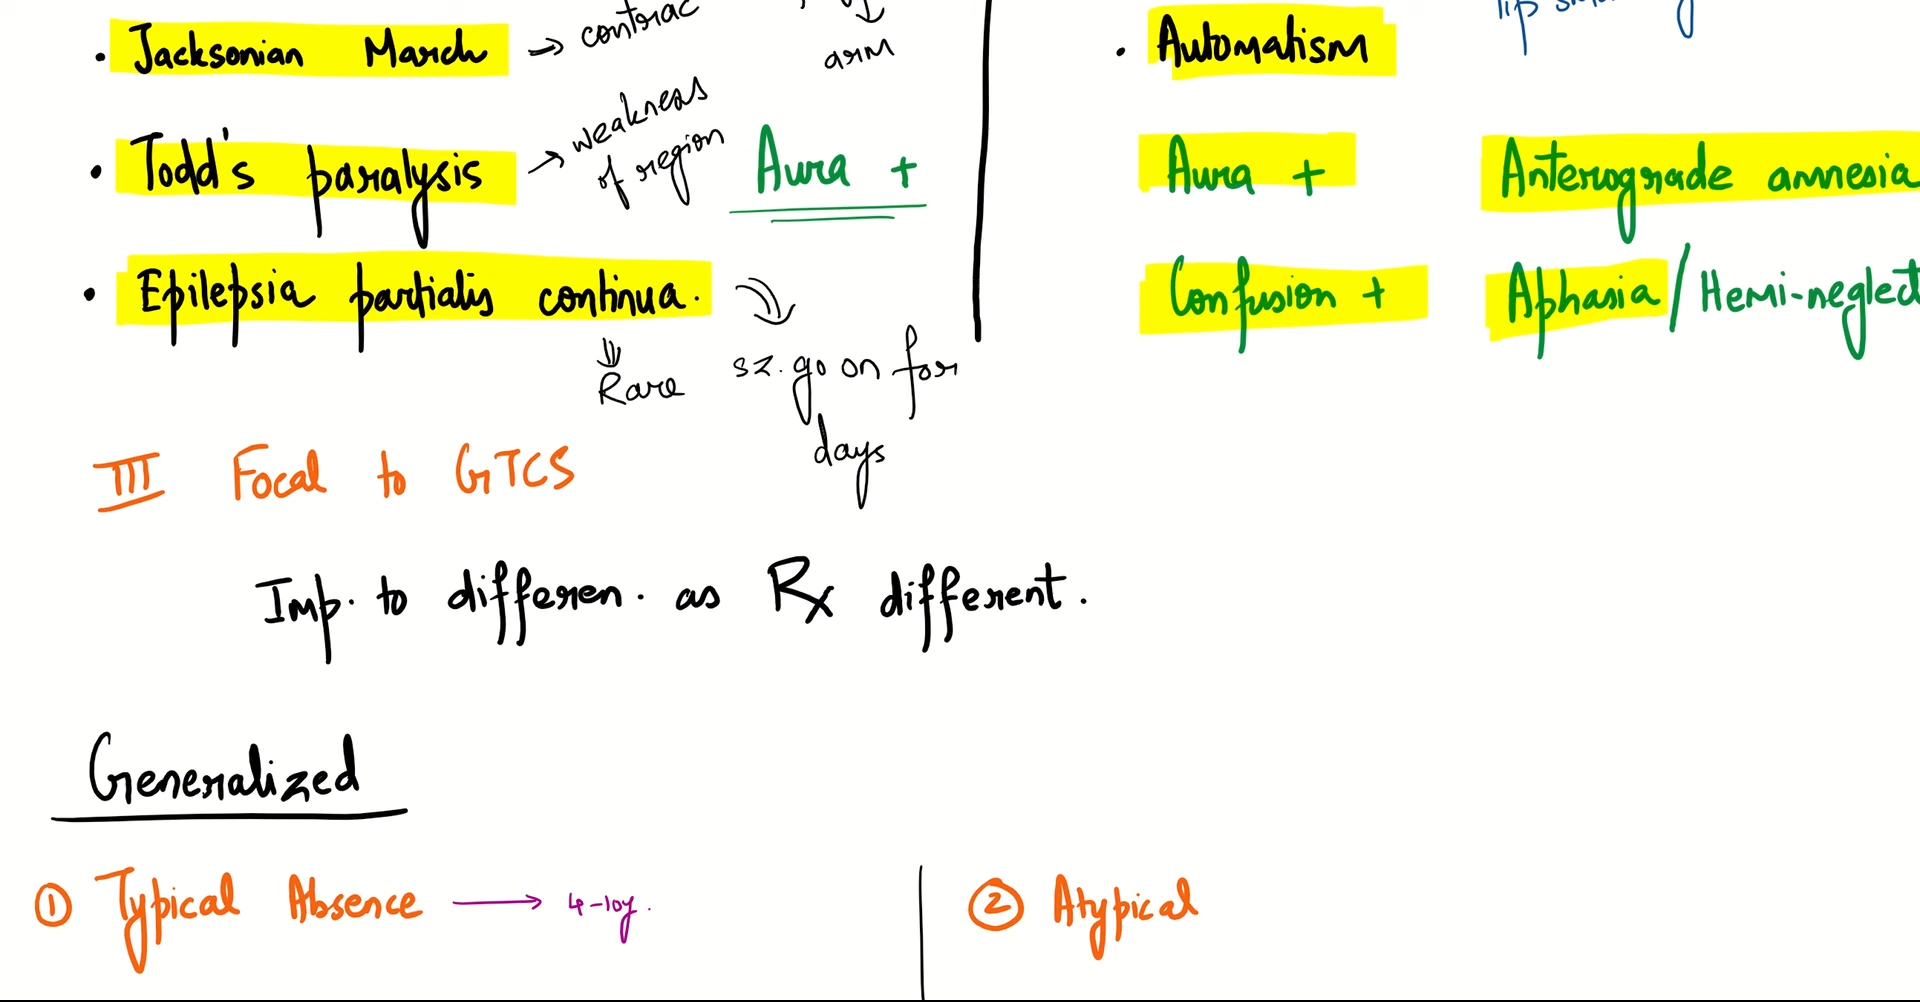 • Jacksonian March → contrac
arm
• Todd's paralysis → weakness of region
Aura +
• Epilepsia partialis continua.
Rare
sz. go on for days
• Automatism
Aura + Anterograde amnesia
Confusion + Aphasia / Hemi-neglect
III Focal to GTCS
Imp. to differen. as Rx different.
Generalized
① Typical Absence → 4-10y.
② Atypical